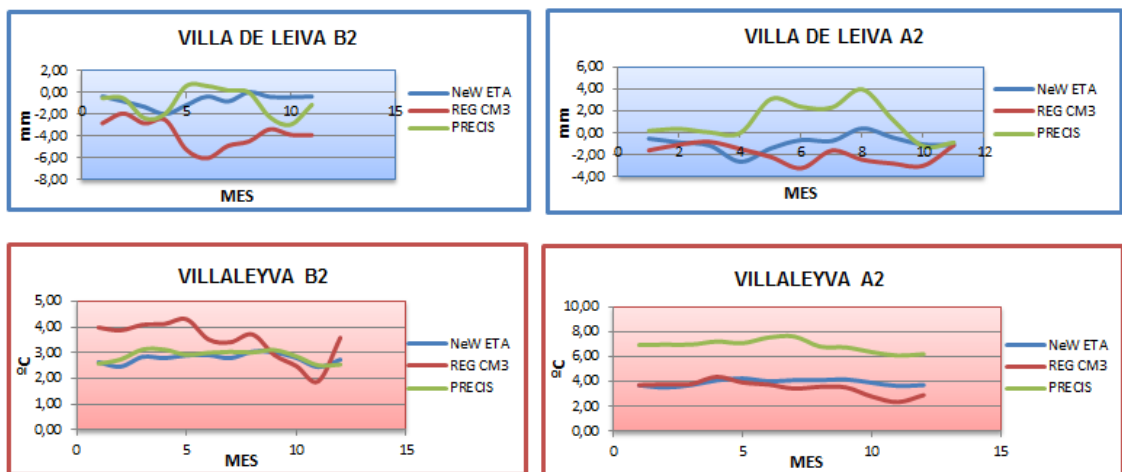 VILLA DE LEIVA B2
2,00
0,00
-2,00
-4,00
-6,00
-8,00
mm
0
5
10
15
MES
NeW ETA
REG CM3
PRECIS
VILLA DE LEIVA A2
6,00
4,00
2,00
0,00
-2,00
-4,00
mm
0
2
4
6
8
10
12
MES
NeW ETA
REG CM3
PRECIS
VILLALEYVA B2
5,00
4,00
3,00
2,00
1,00
0,00
ºC
0
5
10
15
MES
NeW ETA
REG CM3
PRECIS
VILLALEYVA A2
10,00
8,00
6,00
4,00
2,00
0,00
ºC
0
5
10
15
MES
NeW ETA
REG CM3
PRECIS